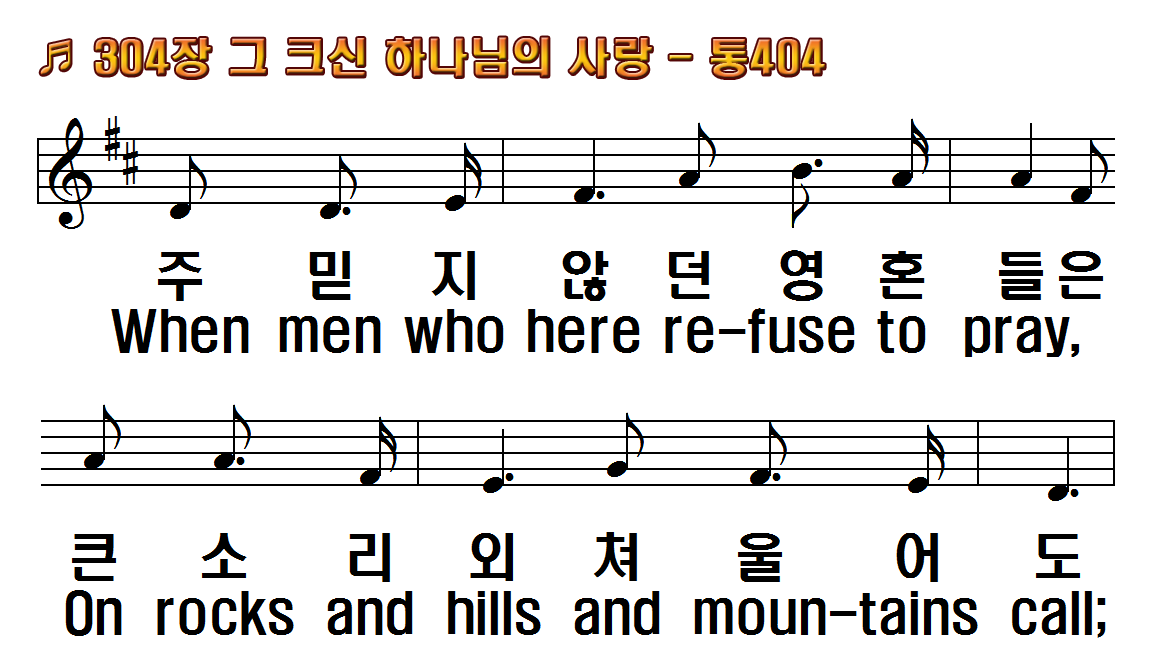 ♬ 304장 그 크신 하나님의 사랑 - 통404
주 믿 지 않 던 영 혼 들 은
When men who here re-fuse to pray,
큰 소 리 외 쳐 울 어 도
On rocks and hills and moun-tains call;